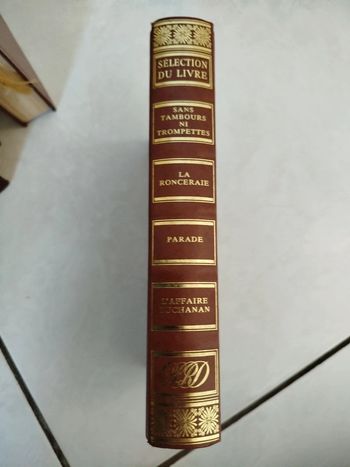 SÉLECTION
DU LIVRE
SANS
TAMBOURS
NI
TROMPETTES
LA
RONCERAIE
PARADE
L'AFFAIRE
BUCHANAN